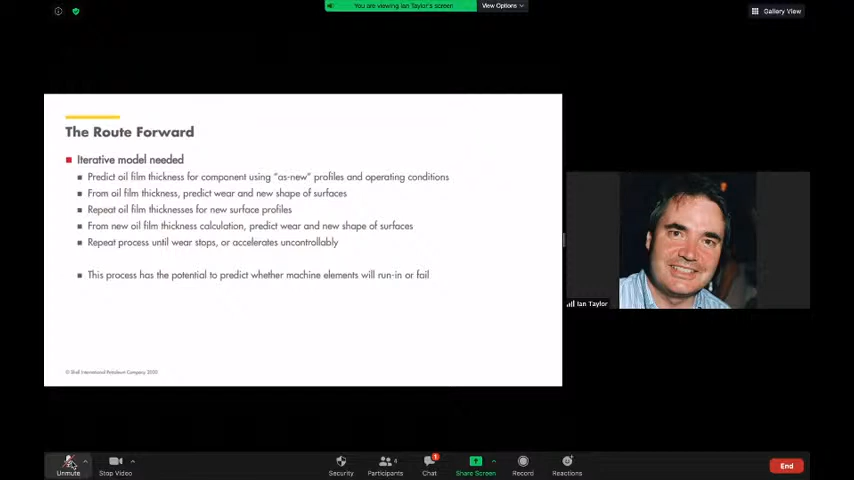 You are viewing Ian Taylor's screen
View Options
Gallery View
The Route Forward
Iterative model needed
Predict oil film thickness for component using "as-new" profiles and operating conditions
From oil film thickness, predict wear and new shape of surfaces
Repeat oil film thicknesses for new surface profiles
From new oil film thickness calculation, predict wear and new shape of surfaces
Repeat process until wear stops, or accelerates uncontrollably
This process has the potential to predict whether machine elements will run-in or fail
© Shell International Petroleum Company 2020
Ian Taylor
Unmute
Stop Video
Security
Participants
4
Chat
1
Share Screen
Record
Reactions
End